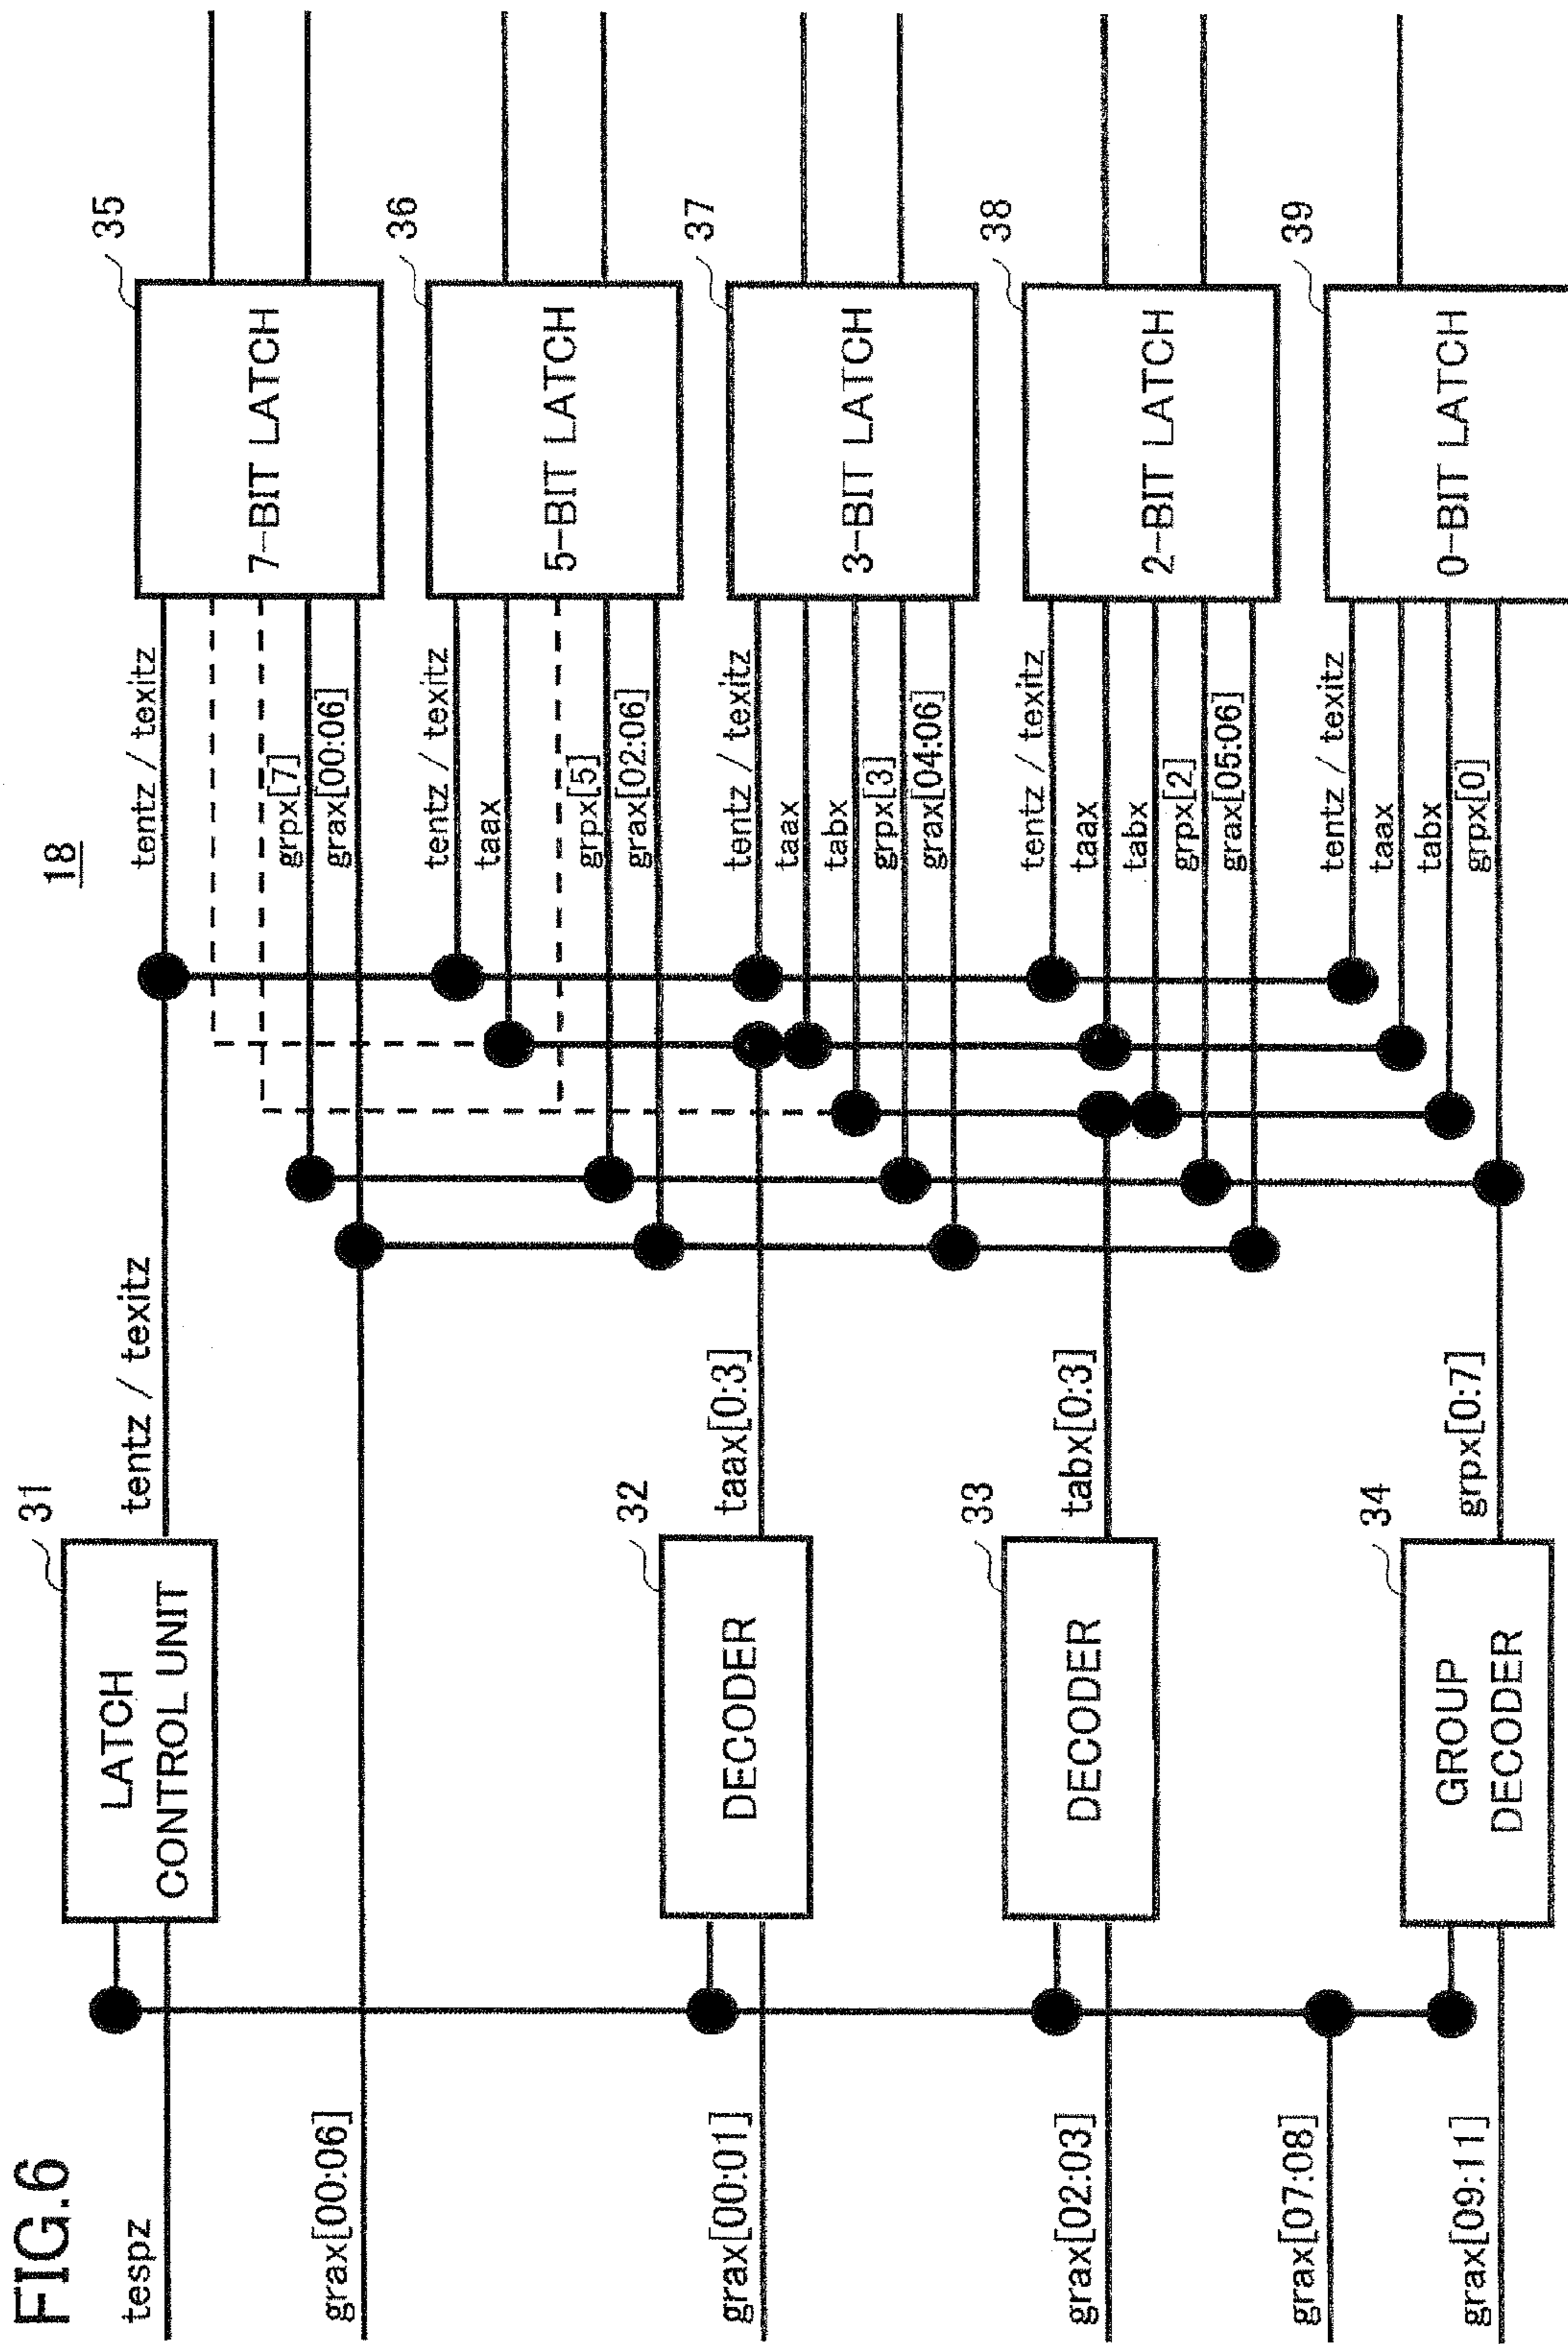 FIG.6
18
tespz
31
LATCH
CONTROL UNIT
tentz / texitz
grax[00:06]
grax[00:01]
32
DECODER
taax[0:3]
grax[02:03]
33
DECODER
tabx[0:3]
grax[07:08]
grax[09:11]
34
GROUP
DECODER
grpx[0:7]
tentz / texitz
grpx[7]
grax[00:06]
35
7-BIT LATCH
tentz / texitz
taax
grpx[5]
grax[02:06]
36
5-BIT LATCH
tentz / texitz
taax
tabx
grpx[3]
grax[04:06]
37
3-BIT LATCH
tentz / texitz
taax
tabx
grpx[2]
grax[05:06]
38
2-BIT LATCH
tentz / texitz
taax
tabx
grpx[0]
39
0-BIT LATCH